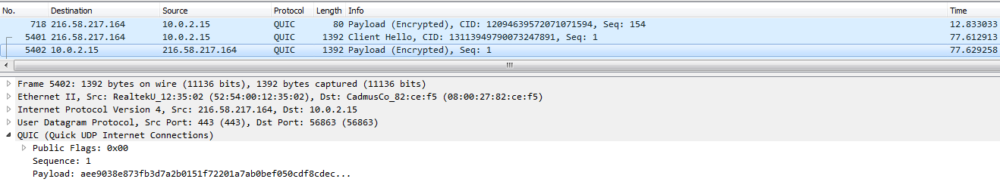 No. Destination Source Protocol Length Info Time
718 216.58.217.164 10.0.2.15 QUIC 80 Payload (Encrypted), CID: 12094639572071071594, Seq: 154 12.833033
5401 216.58.217.164 10.0.2.15 QUIC 1392 Client Hello, CID: 13113949790073247891, Seq: 1 77.612913
5402 10.0.2.15 216.58.217.164 QUIC 1392 Payload (Encrypted), Seq: 1 77.629258
Frame 5402: 1392 bytes on wire (11136 bits), 1392 bytes captured (11136 bits)
Ethernet II, Src: RealtekU_12:35:02 (52:54:00:12:35:02), Dst: CadmusCo_82:ce:f5 (08:00:27:82:ce:f5)
Internet Protocol Version 4, Src: 216.58.217.164, Dst: 10.0.2.15
User Datagram Protocol, Src Port: 443 (443), Dst Port: 56863 (56863)
QUIC (Quick UDP Internet Connections)
Public Flags: 0x00
Sequence: 1
Payload: aee9038e873fb3d7a2b0151f72201a7ab0bef050cdf8cdec...